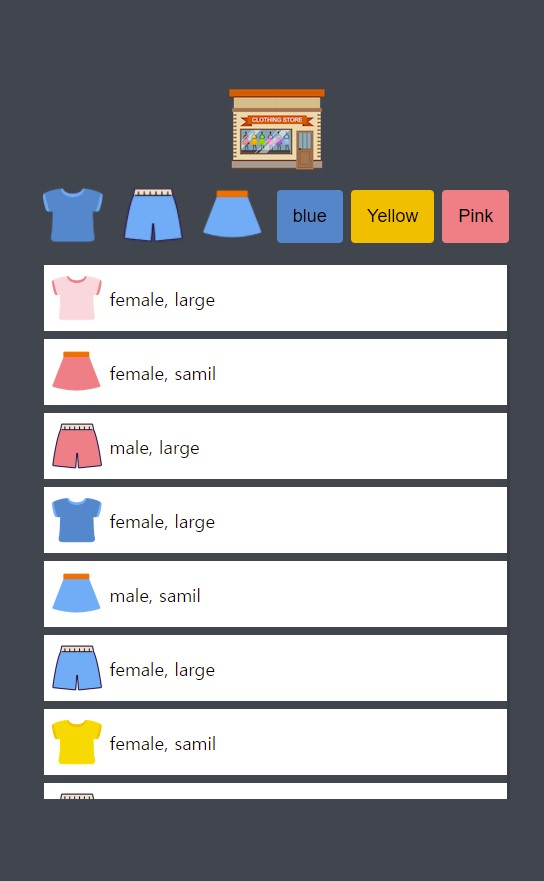 CLOTHING STORE
blue Yellow Pink
female, large
female, samil
male, large
female, large
male, samil
female, large
female, samil